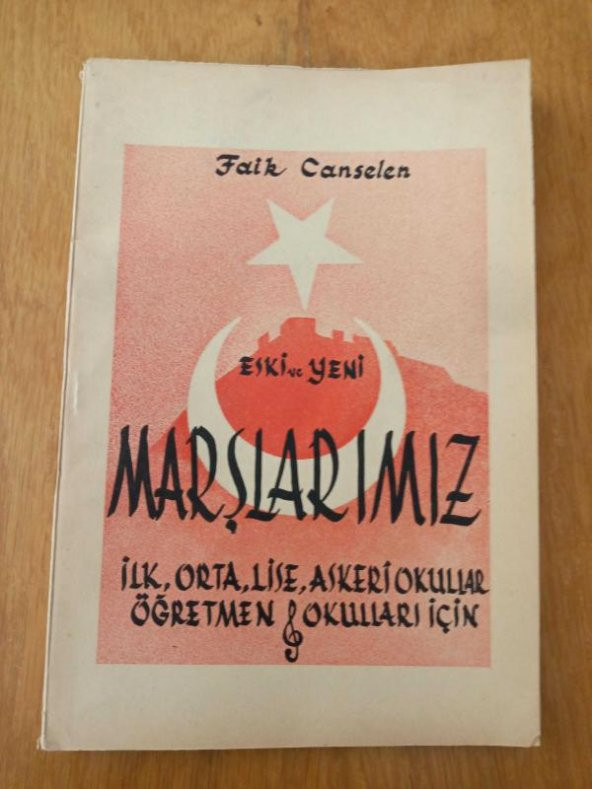 Faik Canselen
ESKİ ve YENİ
MARŞLARIMIZ
İLK, ORTA, LİSE, ASKERİ OKULLAR
ÖĞRETMEN OKULLARI İÇİN